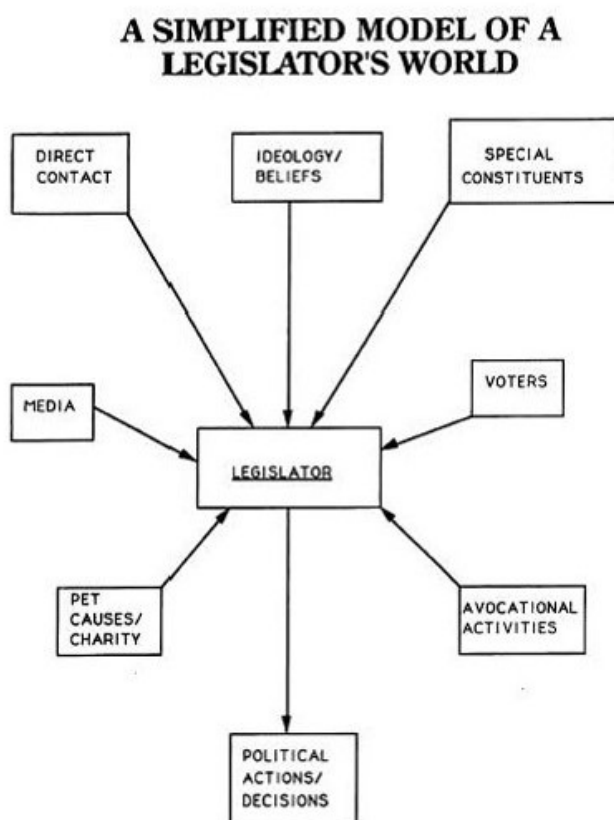 A SIMPLIFIED MODEL OF A
LEGISLATOR'S WORLD
DIRECT
CONTACT
IDEOLOGY/
BELIEFS
SPECIAL
CONSTITUENTS
MEDIA
VOTERS
LEGISLATOR
PET
CAUSES/
CHARITY
AVOCATIONAL
ACTIVITIES
POLITICAL
ACTIONS/
DECISIONS